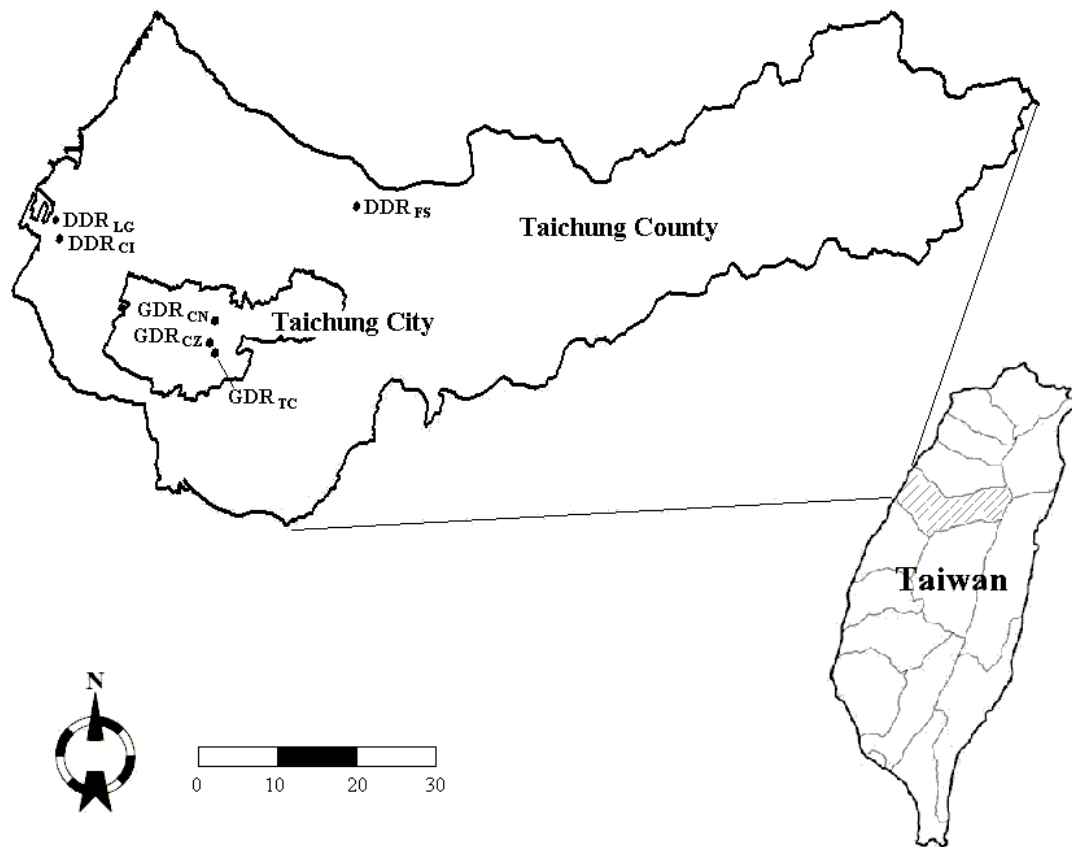 DDR FS
DDR LG
Taichung County
DDR CI
GDR CN
Taichung City
GDR CZ
GDR TC
Taiwan
N
0 10 20 30